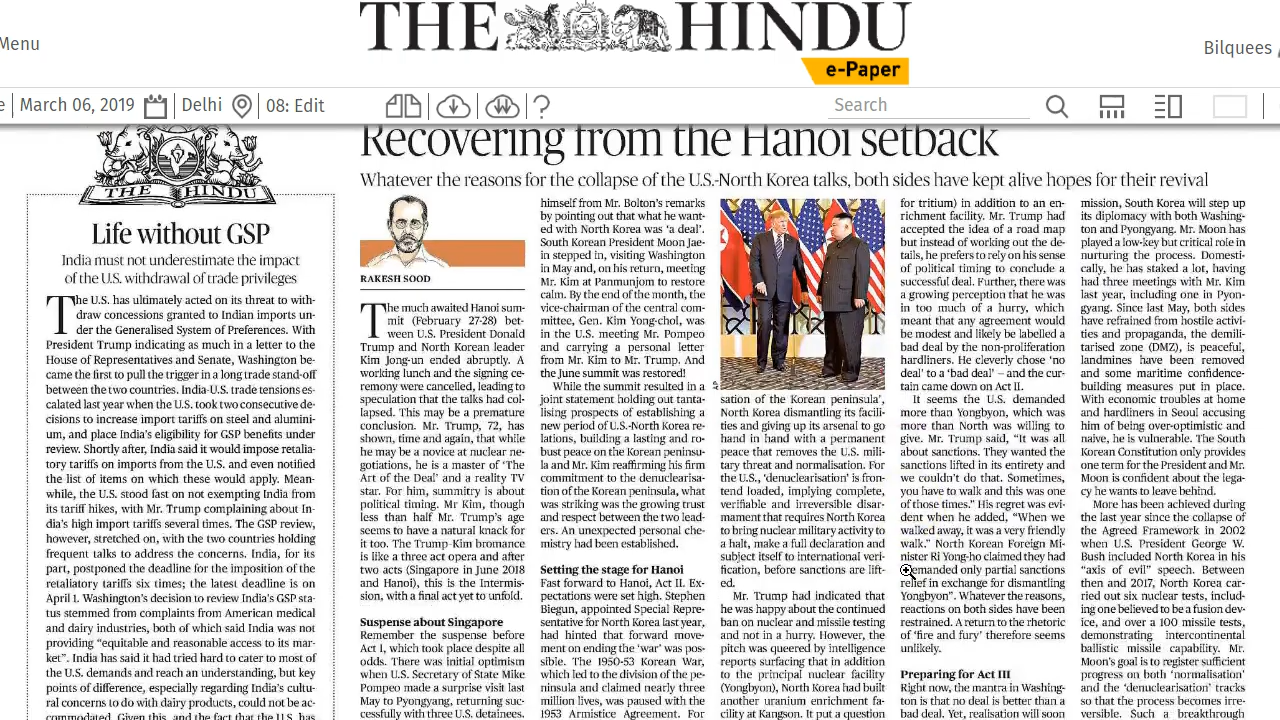 THE HINDU
e-Paper
Menu
Bilquees
e
March 06, 2019
Delhi
08: Edit
?
Search
THE HINDU
Life without GSP
India must not underestimate the impact
of the U.S. withdrawal of trade privileges
The U.S. has ultimately acted on its threat to with-
draw concessions granted to Indian imports un-
der the Generalised System of Preferences. With
President Trump indicating as much in a letter to the
House of Representatives and Senate, Washington be-
came the first to pull the trigger in a long trade stand-off
between the two countries. India-U.S. trade tensions es-
calated last year when the U.S. took two consecutive de-
cisions to increase import tariffs on steel and alumini-
um, and place India's eligibility for GSP benefits under
review. Shortly after, India said it would impose retalia-
tory tariffs on imports from the U.S. and even notified
the list of items on which these would apply. Mean-
while, the U.S. stood fast on not exempting India from
its tariff hikes, with Mr. Trump complaining about In-
dia's high import tariffs several times. The GSP review,
however, stretched on, with the two countries holding
frequent talks to address the concerns. India, for its
part, postponed the deadline for the imposition of the
retaliatory tariffs six times; the latest deadline is on
April 1. Washington's decision to review India's GSP sta-
tus stemmed from complaints from American medical
and dairy industries, both of which said India was not
providing “equitable and reasonable access to its mar-
ket”. India has said it had tried hard to cater to most of
the U.S. demands and reach an understanding, but key
points of difference, especially regarding India's cultu-
ral concerns to do with dairy products, could not be ac-
commodated. Given this, and the fact that the U.S. has
Recovering from the Hanoi setback
Whatever the reasons for the collapse of the U.S.-North Korea talks, both sides have kept alive hopes for their revival
RAKESH SOOD
The much awaited Hanoi sum-
mit (February 27-28) bet-
ween U.S. President Donald
Trump and North Korean leader
Kim Jong-un ended abruptly. A
working lunch and the signing ce-
remony were cancelled, leading to
speculation that the talks had col-
lapsed. This may be a premature
conclusion. Mr. Trump, 72, has
shown, time and again, that while
he may be a novice at nuclear ne-
gotiations, he is a master of ‘The
Art of the Deal’ and a reality TV
star. For him, summitry is about
political timing. Mr Kim, though
less than half Mr. Trump's age
seems to have a natural knack for
it too. The Trump-Kim bromance
is like a three act opera and after
two acts (Singapore in June 2018
and Hanoi), this is the Intermis-
sion, with a final act yet to unfold.
Suspense about Singapore
Remember the suspense before
Act 1, which took place despite all
odds. There was initial optimism
when U.S. Secretary of State Mike
Pompeo made a surprise visit last
May to Pyongyang, returning suc-
cessfully with three U.S. detainees.
himself from Mr. Bolton's remarks
by pointing out that what he want-
ed with North Korea was ‘a deal’.
South Korean President Moon Jae-
in stepped in, visiting Washington
in May and, on his return, meeting
Mr. Kim at Panmunjom to restore
calm. By the end of the month, the
vice-chairman of the central com-
mittee, Gen. Kim Yong-chol, was
in the U.S. meeting Mr. Pompeo
and carrying a personal letter
from Mr. Kim to Mr. Trump. And
the June summit was restored!
While the summit resulted in a
joint statement holding out tanta-
lising prospects of establishing a
new period of U.S.-North Korea re-
lations, building a lasting and ro-
bust peace on the Korean peninsu-
la and Mr. Kim reaffirming his firm
commitment to the denuclearisa-
tion of the Korean peninsula, what
was striking was the growing trust
and respect between the two lead-
ers. An unexpected personal che-
mistry had been established.
Setting the stage for Hanoi
Fast forward to Hanoi, Act II. Ex-
pectations were set high. Stephen
Biegun, appointed Special Repre-
sentative for North Korea last year,
had hinted that forward move-
ment on ending the ‘war’ was pos-
sible. The 1950-53 Korean War,
which led to the division of the pe-
ninsula and claimed nearly three
million lives, was paused with the
1953 Armistice Agreement. For
sation of the Korean peninsula’,
North Korea dismantling its facili-
ties and giving up its arsenal to go
hand in hand with a permanent
peace that removes the U.S. mili-
tary threat and normalisation. For
the U.S., ‘denuclearisation’ is fron-
tend loaded, implying complete,
verifiable and irreversible disar-
mament that requires North Korea
to bring nuclear military activity to
a halt, make a full declaration and
subject itself to international veri-
fication, before sanctions are lift-
ed.
Mr. Trump had indicated that
he was happy about the continued
ban on nuclear and missile testing
and not in a hurry. However, the
pitch was queered by intelligence
reports surfacing that in addition
to the principal nuclear facility
(Yongbyon), North Korea had built
another uranium enrichment fa-
cility at Kangson. It put a question
for tritium) in addition to an en-
richment facility. Mr. Trump had
accepted the idea of a road map
but instead of working out the de-
tails, he prefers to rely on his sense
of political timing to conclude a
successful deal. Further, there was
a growing perception that he was
in too much of a hurry, which
meant that any agreement would
be modest and likely be labelled a
bad deal by the non-proliferation
hardliners. He cleverly chose ‘no
deal’ to a ‘bad deal’ – and the cur-
tain came down on Act II.
It seems the U.S. demanded
more than Yongbyon, which was
more than North was willing to
give. Mr. Trump said, “It was all
about sanctions. They wanted the
sanctions lifted in its entirety and
we couldn't do that. Sometimes,
you have to walk and this was one
of those times.” His regret was evi-
dent when he added, “When we
walked away, it was a very friendly
walk.” North Korean Foreign Mi-
nister Ri Yong-ho claimed they had
demanded only partial sanctions
relief in exchange for dismantling
Yongbyon”. Whatever the reasons,
reactions on both sides have been
restrained. A return to the rhetoric
of ‘fire and fury’ therefore seems
unlikely.
Preparing for Act III
Right now, the mantra in Washing-
ton is that no deal is better than a
bad deal. Yet, realisation will soon
mission, South Korea will step up
its diplomacy with both Washing-
ton and Pyongyang. Mr. Moon has
played a low-key but critical role in
nurturing the process. Domesti-
cally, he has staked a lot, having
had three meetings with Mr. Kim
last year, including one in Pyon-
gyang. Since last May, both sides
have refrained from hostile activi-
ties and propaganda, the demili-
tarised zone (DMZ), is peaceful,
landmines have been removed
and some maritime confidence-
building measures put in place.
With economic troubles at home
and hardliners in Seoul accusing
him of being over-optimistic and
naive, he is vulnerable. The South
Korean Constitution only provides
one term for the President and Mr.
Moon is confident about the lega-
cy he wants to leave behind.
More has been achieved during
the last year since the collapse of
the Agreed Framework in 2002
when U.S. President George W.
Bush included North Korea in his
“axis of evil” speech. Between
then and 2017, North Korea car-
ried out six nuclear tests, includ-
ing one believed to be a fusion dev-
ice, and over a 100 missile tests,
demonstrating intercontinental
ballistic missile capability. Mr.
Moon's goal is to register sufficient
progress on both ‘normalisation’
and the ‘denuclearisation’ tracks
so that the process becomes irre-
versible. Such a breakthrough